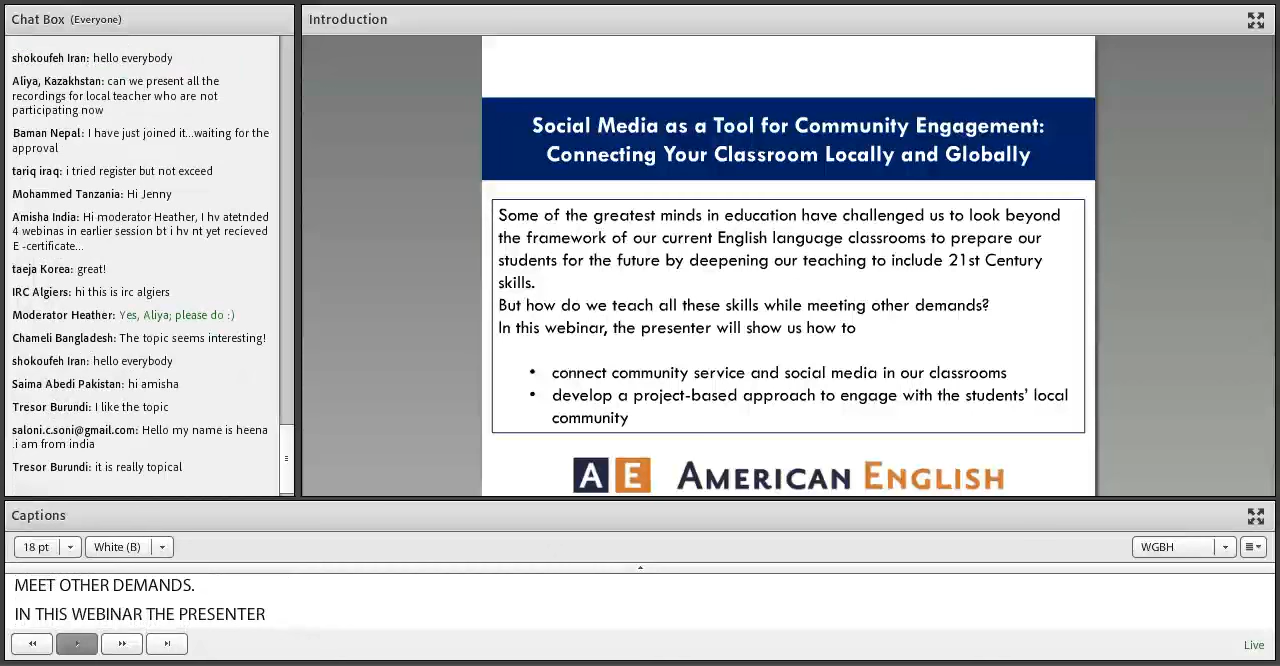 Chat Box (Everyone)
shokoufeh Iran: hello everybody
Aliya, Kazakhstan: can we present all the
recordings for local teacher who are not
participating now
Baman Nepal: I have just joined it...waiting for the
approval
tariq iraq: i tried register but not exceed
Mohammed Tanzania: Hi Jenny
Amisha India: Hi moderator Heather, I hv atetnded
4 webinas in earlier session bt i hv nt yet recieved
E -certificate...
taeja Korea: great!
IRC Algiers: hi this is irc algiers
Moderator Heather: Yes, Aliya; please do :)
Chameli Bangladesh: The topic seems interesting!
shokoufeh Iran: hello everybody
Saima Abedi Pakistan: hi amisha
Tresor Burundi: I like the topic
saloni.c.soni@gmail.com: Hello my name is heena
.i am from india
Tresor Burundi: it is really topical
Introduction
Social Media as a Tool for Community Engagement:
Connecting Your Classroom Locally and Globally
Some of the greatest minds in education have challenged us to look beyond
the framework of our current English language classrooms to prepare our
students for the future by deepening our teaching to include 21st Century
skills.
But how do we teach all these skills while meeting other demands?
In this webinar, the presenter will show us how to
• connect community service and social media in our classrooms
• develop a project-based approach to engage with the students’ local
community
AE AMERICAN ENGLISH
Captions
18 pt
White (B)
WGBH
MEET OTHER DEMANDS.
IN THIS WEBINAR THE PRESENTER
Live